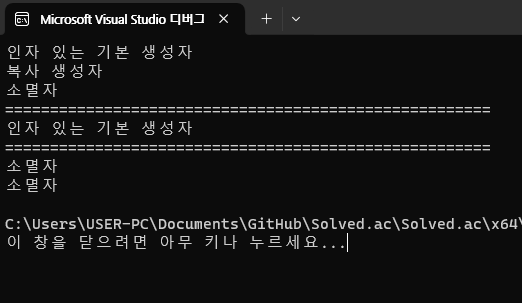 Microsoft Visual Studio 디버그
인자 있는 기본 생성자
복사 생성자
소멸자
======================================================
인자 있는 기본 생성자
======================================================
소멸자
소멸자
C:\Users\USER-PC\Documents\GitHub\Solved.ac\Solved.ac\x64\
이 창을 닫으려면 아무 키나 누르세요...